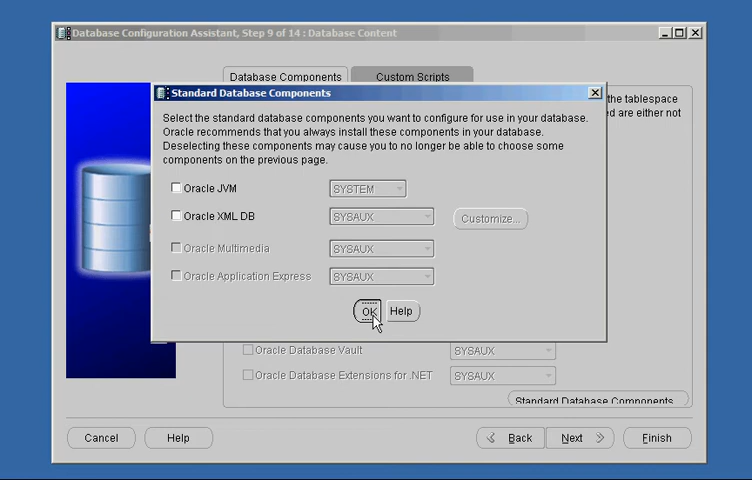 Database Configuration Assistant, Step 9 of 14 : Database Content
Database Components
Custom Scripts
the tablespace
ed are either not
Standard Database Components
Select the standard database components you want to configure for use in your database.
Oracle recommends that you always install these components in your database.
Deselecting these components may cause you to no longer be able to choose some
components on the previous page.
Oracle JVM SYSTEM
Oracle XML DB SYSAUX Customize...
Oracle Multimedia SYSAUX
Oracle Application Express SYSAUX
OK Help
Oracle Database Vault SYSAUX
Oracle Database Extensions for .NET SYSAUX
Standard Database Components
Cancel Help Back Next Finish